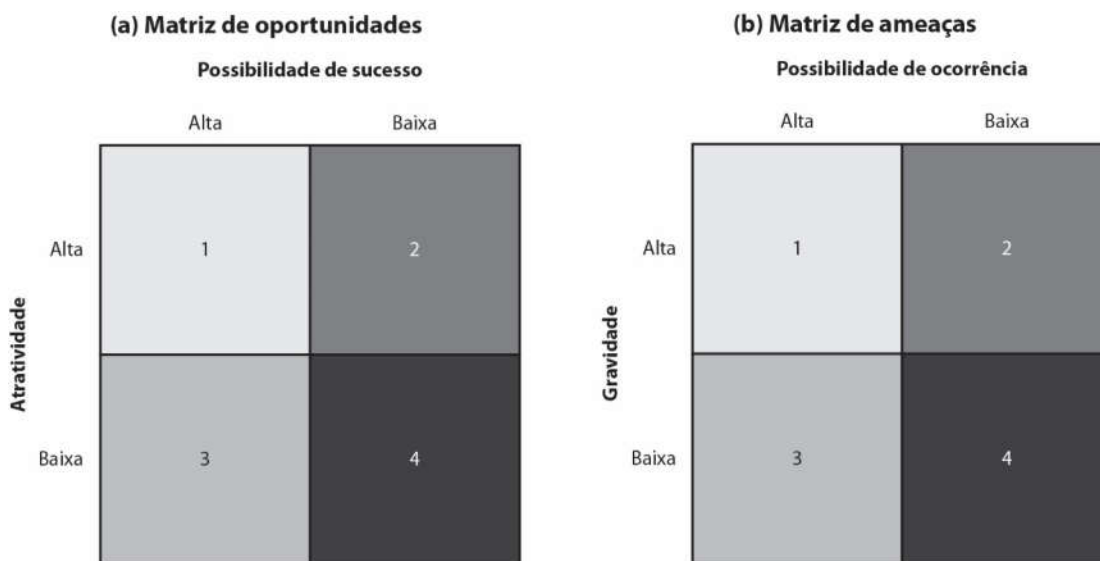 (a) Matriz de oportunidades
Possibilidade de sucesso
Alta
Baixa
Atratividade
Alta
1
2
Baixa
3
4
(b) Matriz de ameaças
Possibilidade de ocorrência
Alta
Baixa
Gravidade
Alta
1
2
Baixa
3
4